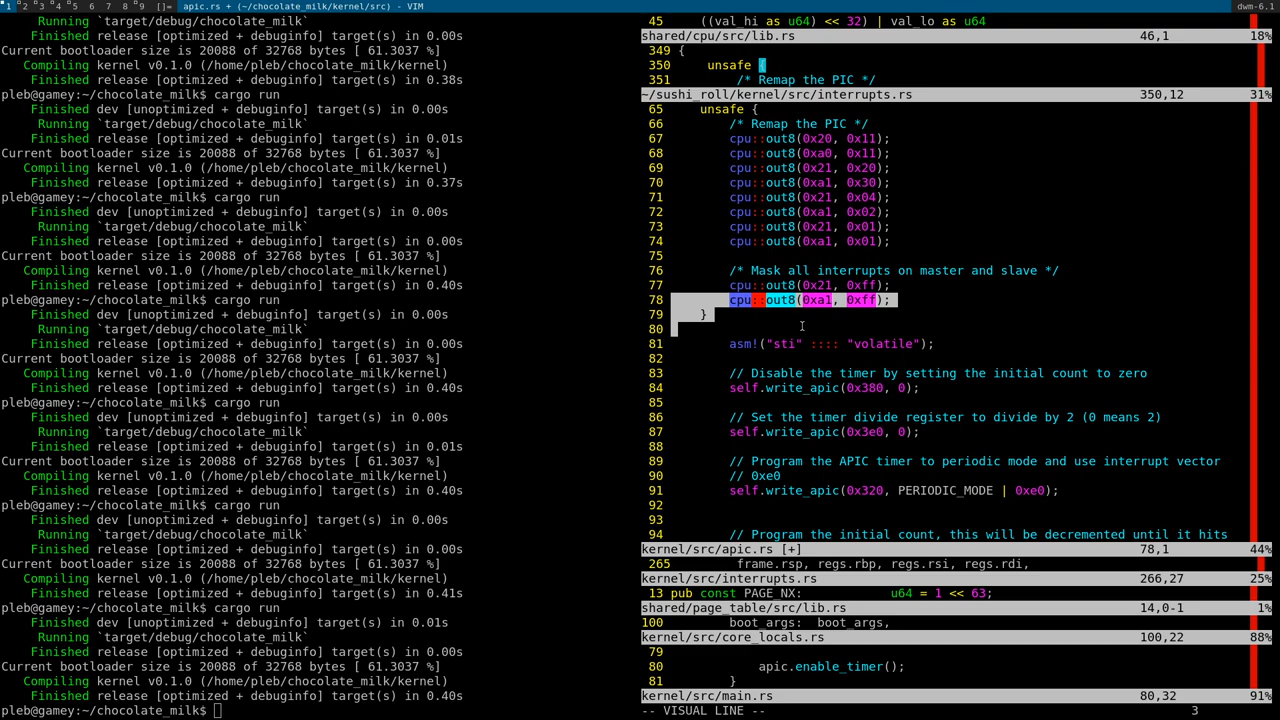 1 2 3 4 5 6 7 8 9 []= apic.rs + (~/chocolate_milk/kernel/src) - VIM dwm-6.1
Running `target/debug/chocolate_milk`
Finished release [optimized + debuginfo] target(s) in 0.00s
Current bootloader size is 20088 of 32768 bytes [ 61.3037 %]
Compiling kernel v0.1.0 (/home/pleb/chocolate_milk/kernel)
Finished release [optimized + debuginfo] target(s) in 0.38s
pleb@gamey:~/chocolate_milk$ cargo run
Finished dev [unoptimized + debuginfo] target(s) in 0.00s
Running `target/debug/chocolate_milk`
Finished release [optimized + debuginfo] target(s) in 0.01s
Current bootloader size is 20088 of 32768 bytes [ 61.3037 %]
Compiling kernel v0.1.0 (/home/pleb/chocolate_milk/kernel)
Finished release [optimized + debuginfo] target(s) in 0.37s
pleb@gamey:~/chocolate_milk$ cargo run
Finished dev [unoptimized + debuginfo] target(s) in 0.00s
Running `target/debug/chocolate_milk`
Finished release [optimized + debuginfo] target(s) in 0.00s
Current bootloader size is 20088 of 32768 bytes [ 61.3037 %]
Compiling kernel v0.1.0 (/home/pleb/chocolate_milk/kernel)
Finished release [optimized + debuginfo] target(s) in 0.40s
pleb@gamey:~/chocolate_milk$ cargo run
Finished dev [unoptimized + debuginfo] target(s) in 0.00s
Running `target/debug/chocolate_milk`
Finished release [optimized + debuginfo] target(s) in 0.00s
Current bootloader size is 20088 of 32768 bytes [ 61.3037 %]
Compiling kernel v0.1.0 (/home/pleb/chocolate_milk/kernel)
Finished release [optimized + debuginfo] target(s) in 0.40s
pleb@gamey:~/chocolate_milk$ cargo run
Finished dev [unoptimized + debuginfo] target(s) in 0.00s
Running `target/debug/chocolate_milk`
Finished release [optimized + debuginfo] target(s) in 0.01s
Current bootloader size is 20088 of 32768 bytes [ 61.3037 %]
Compiling kernel v0.1.0 (/home/pleb/chocolate_milk/kernel)
Finished release [optimized + debuginfo] target(s) in 0.40s
pleb@gamey:~/chocolate_milk$ cargo run
Finished dev [unoptimized + debuginfo] target(s) in 0.00s
Running `target/debug/chocolate_milk`
Finished release [optimized + debuginfo] target(s) in 0.00s
Current bootloader size is 20088 of 32768 bytes [ 61.3037 %]
Compiling kernel v0.1.0 (/home/pleb/chocolate_milk/kernel)
Finished release [optimized + debuginfo] target(s) in 0.41s
pleb@gamey:~/chocolate_milk$ cargo run
Finished dev [unoptimized + debuginfo] target(s) in 0.01s
Running `target/debug/chocolate_milk`
Finished release [optimized + debuginfo] target(s) in 0.00s
Current bootloader size is 20088 of 32768 bytes [ 61.3037 %]
Compiling kernel v0.1.0 (/home/pleb/chocolate_milk/kernel)
Finished release [optimized + debuginfo] target(s) in 0.40s
pleb@gamey:~/chocolate_milk$
45 ((val_hi as u64) << 32) | val_lo as u64
shared/cpu/src/lib.rs 46,1 18%
349 {
350 unsafe {
351 /* Remap the PIC */
~/sushi_roll/kernel/src/interrupts.rs 350,12 31%
65 unsafe {
66 /* Remap the PIC */
67 cpu::out8(0x20, 0x11);
68 cpu::out8(0xa0, 0x11);
69 cpu::out8(0x21, 0x20);
70 cpu::out8(0xa1, 0x30);
71 cpu::out8(0x21, 0x04);
72 cpu::out8(0xa1, 0x02);
73 cpu::out8(0x21, 0x01);
74 cpu::out8(0xa1, 0x01);
75
76 /* Mask all interrupts on master and slave */
77 cpu::out8(0x21, 0xff);
78 cpu::out8(0xa1, 0xff);
79 }
80
81 asm!("sti" :::: "volatile");
82
83 // Disable the timer by setting the initial count to zero
84 self.write_apic(0x380, 0);
85
86 // Set the timer divide register to divide by 2 (0 means 2)
87 self.write_apic(0x3e0, 0);
88
89 // Program the APIC timer to periodic mode and use interrupt vector
90 // 0xe0
91 self.write_apic(0x320, PERIODIC_MODE | 0xe0);
92
93
94 // Program the initial count, this will be decremented until it hits
kernel/src/apic.rs [+] 78,1 44%
265 frame.rsp, regs.rbp, regs.rsi, regs.rdi,
kernel/src/interrupts.rs 266,27 25%
13 pub const PAGE_NX: u64 = 1 << 63;
shared/page_table/src/lib.rs 14,0-1 1%
100 boot_args: boot_args,
kernel/src/core_locals.rs 100,22 88%
79
80 apic.enable_timer();
81 }
kernel/src/main.rs 80,32 91%
-- VISUAL LINE -- 3